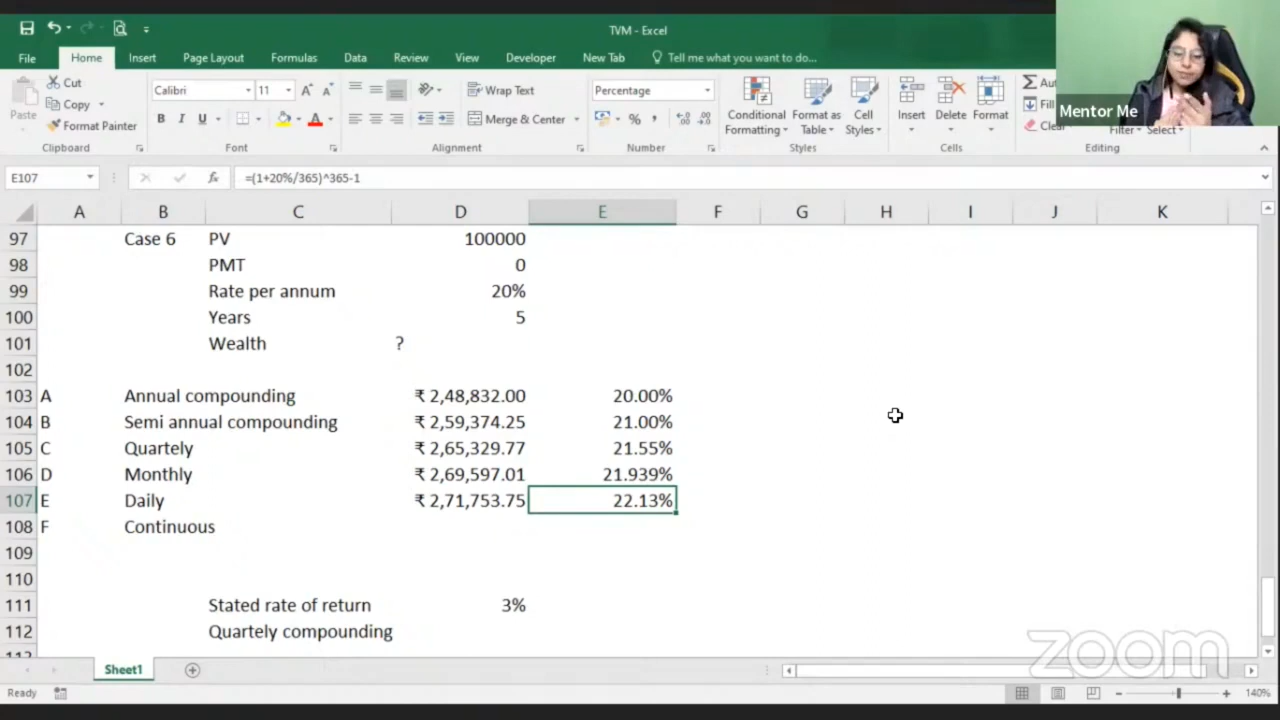 TVM - Excel
File Home Insert Page Layout Formulas Data Review View Developer New Tab Tell me what you want to do...
Mentor Me
Paste
Cut
Copy
Format Painter
Clipboard
Calibri 11
B I U
Font
Wrap Text
Merge & Center
Alignment
Percentage
Number
Conditional Formatting
Format as Table
Cell Styles
Styles
Insert Delete Format
Cells
Fill
Clear
Filter Select
Editing
E107 fx =(1+20%/365)^365-1
A B C D E F G H I J K
97 Case 6 PV 100000
98 PMT 0
99 Rate per annum 20%
100 Years 5
101 Wealth ?
102
103 A Annual compounding ₹ 2,48,832.00 20.00%
104 B Semi annual compounding ₹ 2,59,374.25 21.00%
105 C Quartely ₹ 2,65,329.77 21.55%
106 D Monthly ₹ 2,69,597.01 21.939%
107 E Daily ₹ 2,71,753.75 22.13%
108 F Continuous
109
110
111 Stated rate of return 3%
112 Quartely compounding
zoom
Sheet1
Ready
140%